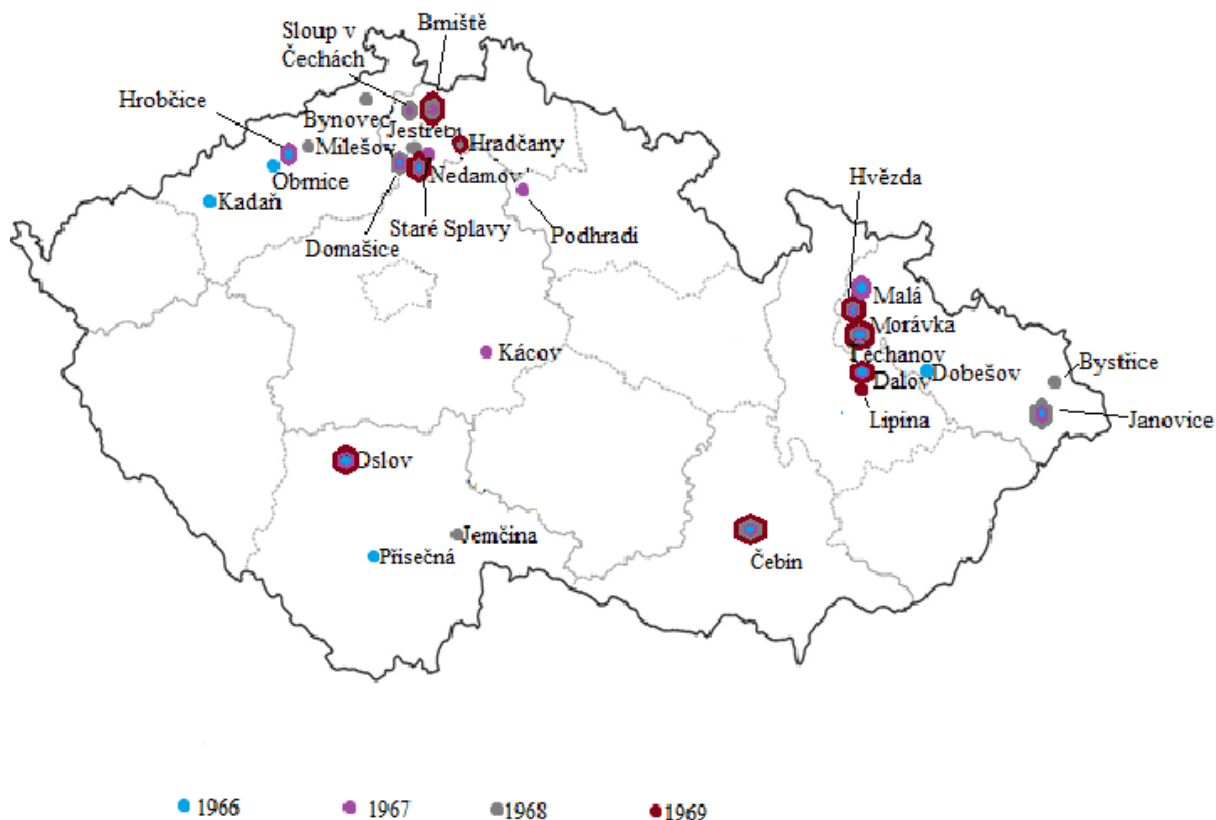 Brniště
Sloup v
Čechách
Hrobčice
Bynovec
Jestřebí
Milešov
Hradčany
Obrnice
Nedamov
Hvězda
Kadaň
Staré Splavy
Podhradí
Domašice
Malá
Morávka
Těchanov
Kácov
Dobešov
Bystřice
Dalov
Lipina
Janovice
Oslov
Jemčina
Přísečná
Čebín
1966
1967
1968
1969